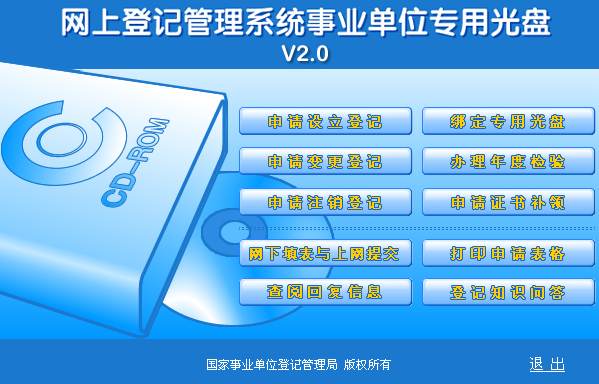 网上登记管理系统事业单位专用光盘
V2.0
CD-ROM
申请设立登记
绑定专用光盘
申请变更登记
办理年度检验
申请注销登记
申请证书补领
网下填表与上网提交
打印申请表格
查阅回复信息
登记知识问答
国家事业单位登记管理局 版权所有
退 出